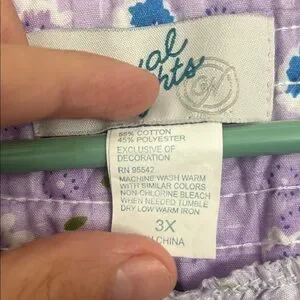 55% COTTON
45% POLYESTER
EXCLUSIVE OF
DECORATION
RN 95542
MACHINE WASH WARM
WITH SIMILAR COLORS
NON-CHLORINE BLEACH
WHEN NEEDED TUMBLE
DRY LOW WARM IRON
3X
CHINA